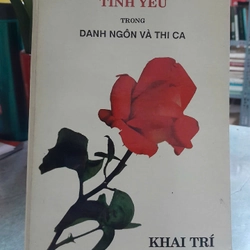 TÌNH YÊU
TRONG
DANH NGÔN VÀ THI CA
KHAI TRÍ